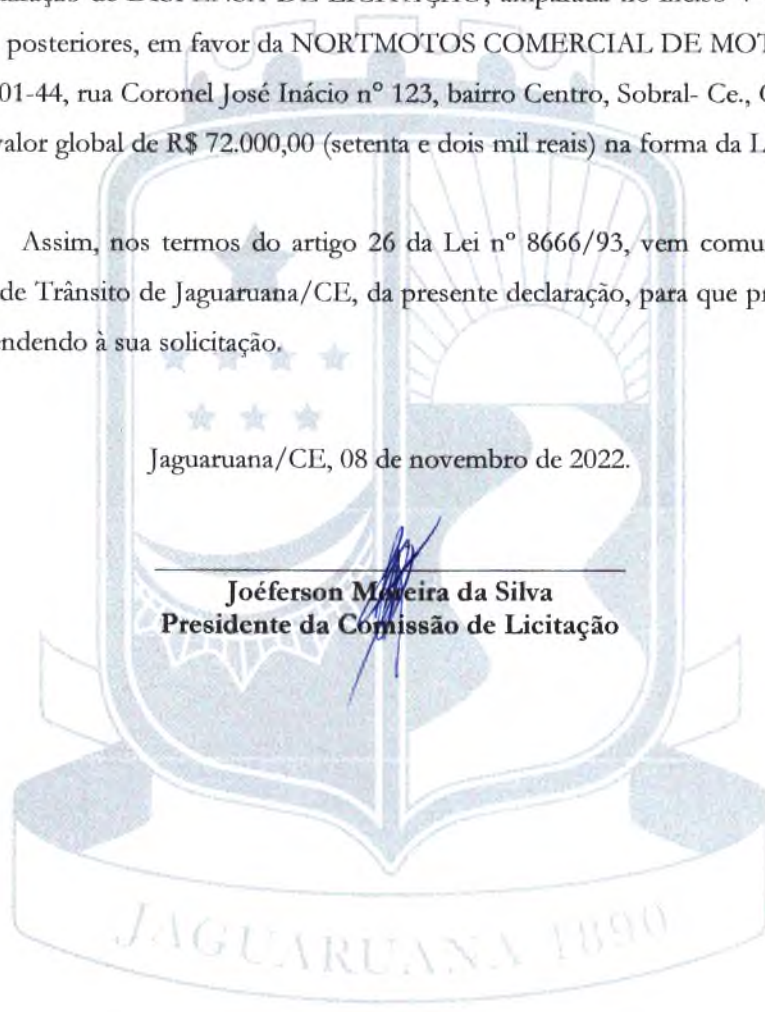 posteriores, em favor da NORTMOTOS COMERCIAL DE MOT
01-44, rua Coronel José Inácio nº 123, bairro Centro, Sobral- Ce.,
valor global de R$ 72.000,00 (setenta e dois mil reais) na forma da
Assim, nos termos do artigo 26 da Lei nº 8666/93, vem comu
de Trânsito de Jaguaruana/CE, da presente declaração, para que
ndendo à sua solicitação.
Jaguaruana/CE, 08 de novembro de 2022.
Joéferson Moreira da Silva
Presidente da Comissão de Licitação
JAGUARUANA 1890